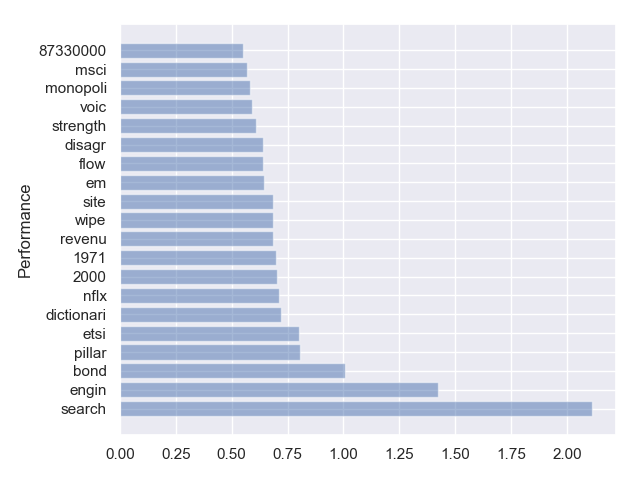 87330000
msci
monopoli
voic
strength
disagr
flow
em
site
wipe
revenu
1971
2000
nflx
dictionari
etsi
pillar
bond
engin
search
Performance
0.00 0.25 0.50 0.75 1.00 1.25 1.50 1.75 2.00